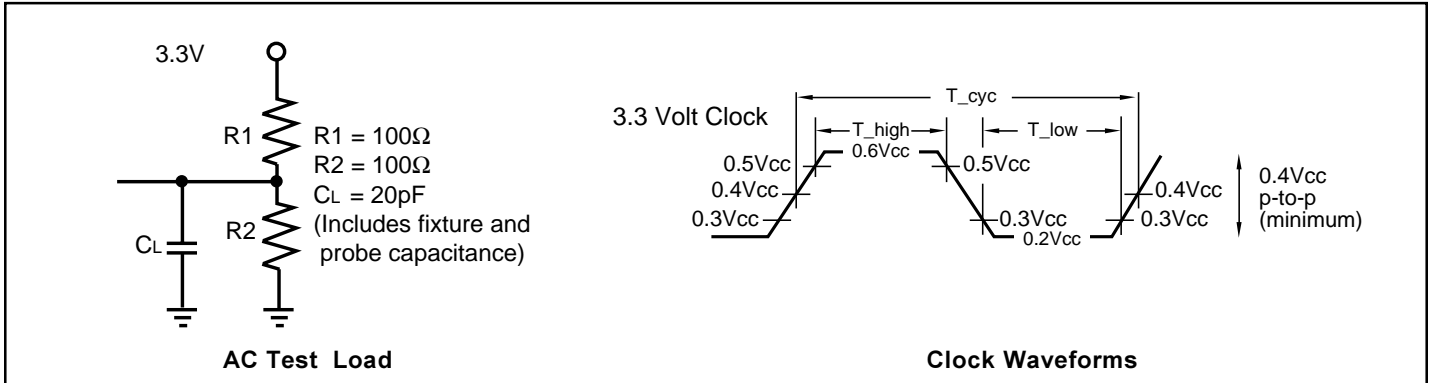 3.3V
R1
R1 = 100Ω
R2 = 100Ω
CL = 20pF
(Includes fixture and
probe capacitance)
R2
CL
AC Test Load
3.3 Volt Clock
T_cyc
T_high
T_low
0.6Vcc
0.5Vcc
0.5Vcc
0.4Vcc
0.4Vcc
0.3Vcc
0.3Vcc
0.3Vcc
0.2Vcc
0.4Vcc
p-to-p
(minimum)
Clock Waveforms